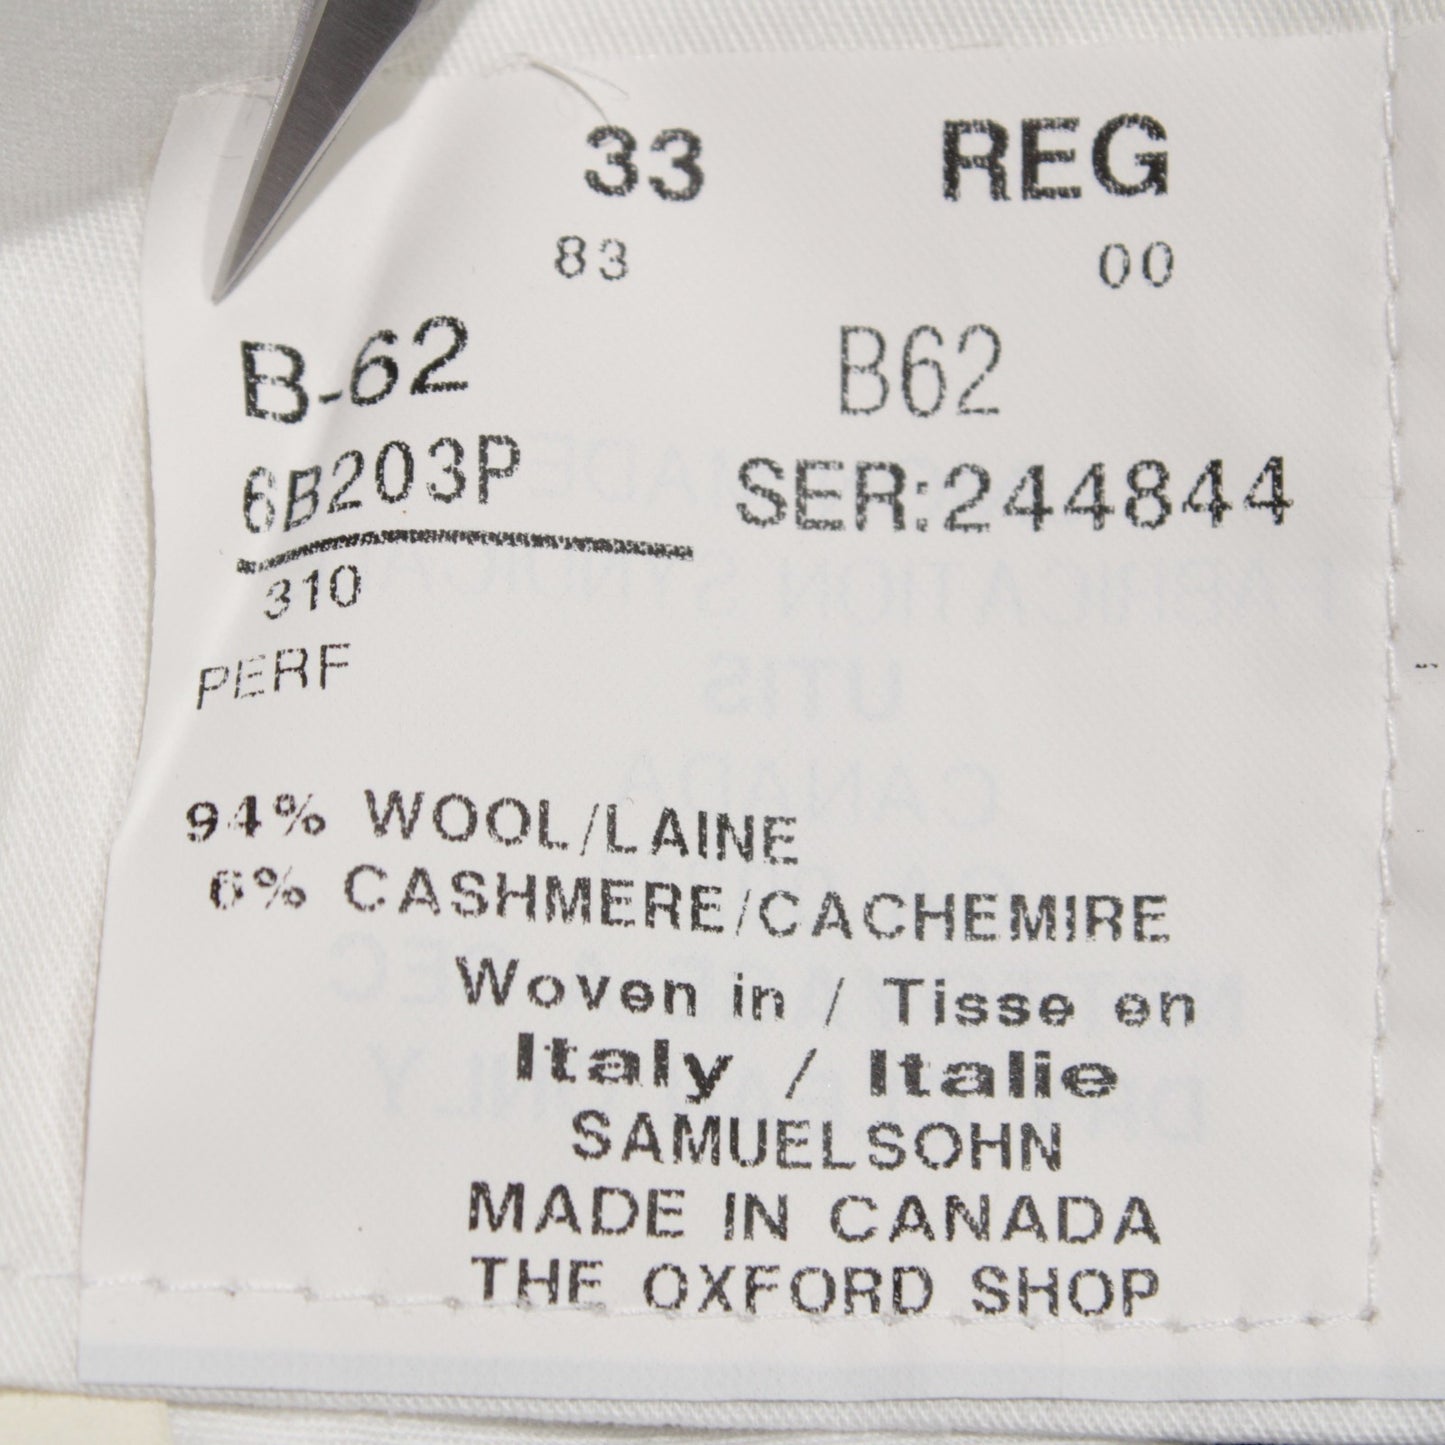 33 REG
83 00
B-62 B62
6B203P SER:244844
310
PERF
94% WOOL/LAINE
6% CASHMERE/CACHEMIRE
Woven in / Tisse en
Italy / Italie
SAMUELSOHN
MADE IN CANADA
THE OXFORD SHOP